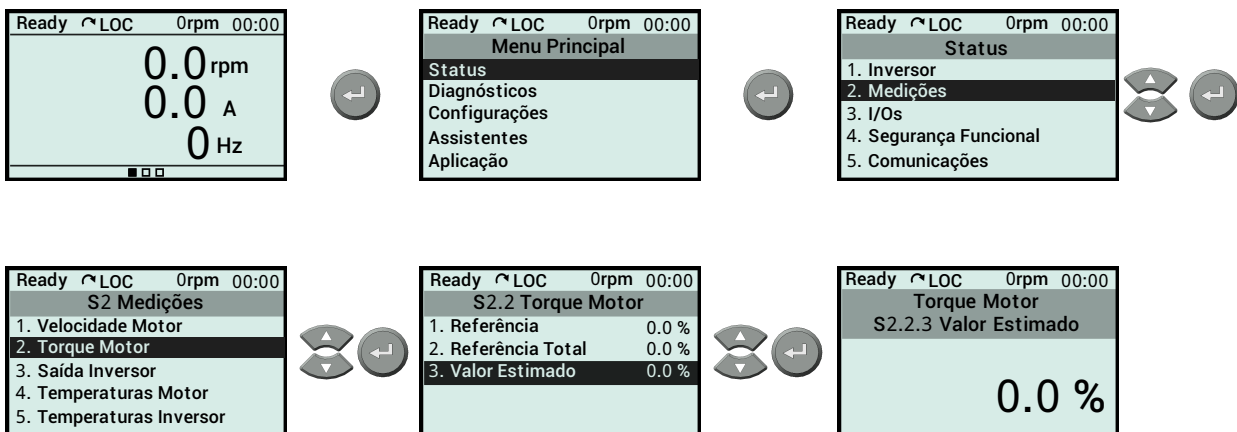 Ready LOC 0rpm 00:00
0.0 rpm
0.0 A
0 Hz
Ready LOC 0rpm 00:00
Menu Principal
Status
Diagnósticos
Configurações
Assistentes
Aplicação
Ready LOC 0rpm 00:00
Status
1. Inversor
2. Medições
3. I/Os
4. Segurança Funcional
5. Comunicações
Ready LOC 0rpm 00:00
S2 Medições
1. Velocidade Motor
2. Torque Motor
3. Saída Inversor
4. Temperaturas Motor
5. Temperaturas Inversor
Ready LOC 0rpm 00:00
S2.2 Torque Motor
1. Referência 0.0 %
2. Referência Total 0.0 %
3. Valor Estimado 0.0 %
Ready LOC 0rpm 00:00
Torque Motor
S2.2.3 Valor Estimado
0.0 %